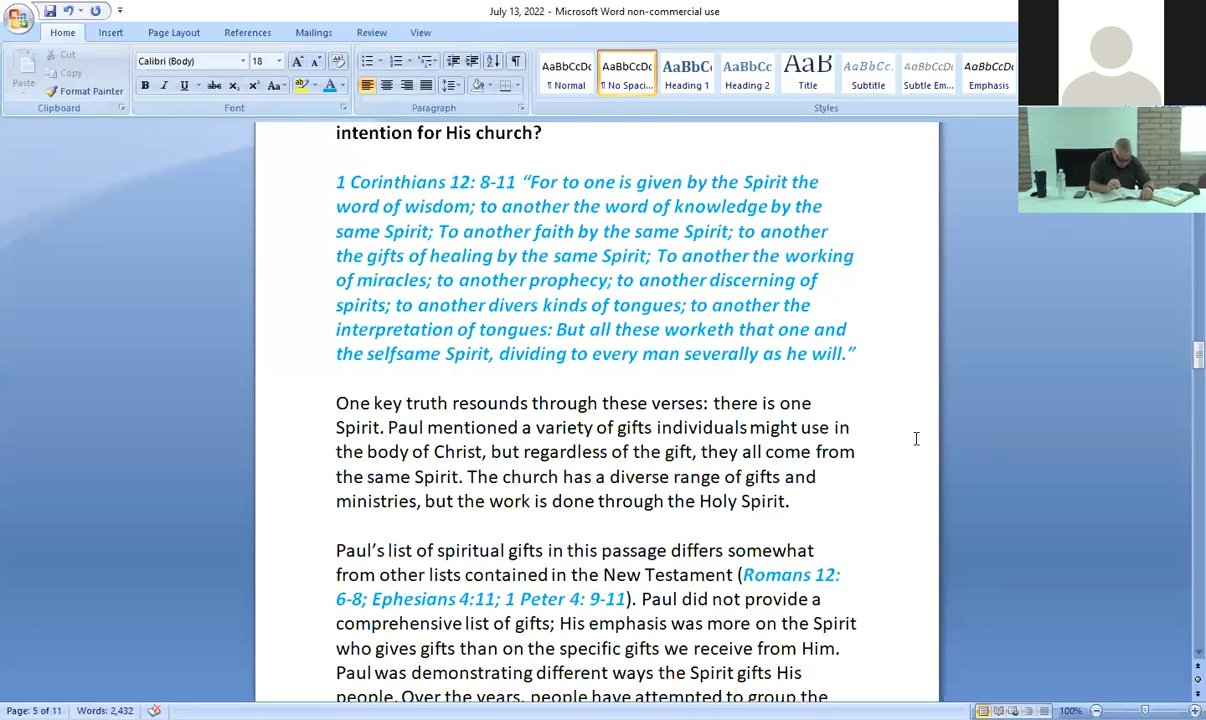 July 13, 2022 - Microsoft Word non-commercial use
Home Insert Page Layout References Mailings Review View
Paste
Cut
Copy
Format Painter
Clipboard
Calibri (Body) 18
Font
Paragraph
AaBbCcDc AaBbCcDc AaBbC AaBbCc AaB AaBbCcL AaBbCcDc AaBbCcDc
¶ Normal ¶ No Spaci... Heading 1 Heading 2 Title Subtitle Subtle Em... Emphasis
Styles
intention for His church?
1 Corinthians 12: 8-11 “For to one is given by the Spirit the
word of wisdom; to another the word of knowledge by the
same Spirit; To another faith by the same Spirit; to another
the gifts of healing by the same Spirit; To another the working
of miracles; to another prophecy; to another discerning of
spirits; to another divers kinds of tongues; to another the
interpretation of tongues: But all these worketh that one and
the selfsame Spirit, dividing to every man severally as he will.”
One key truth resounds through these verses: there is one
Spirit. Paul mentioned a variety of gifts individuals might use in
the body of Christ, but regardless of the gift, they all come from
the same Spirit. The church has a diverse range of gifts and
ministries, but the work is done through the Holy Spirit.
Paul’s list of spiritual gifts in this passage differs somewhat
from other lists contained in the New Testament (Romans 12:
6-8; Ephesians 4:11; 1 Peter 4: 9-11). Paul did not provide a
comprehensive list of gifts; His emphasis was more on the Spirit
who gives gifts than on the specific gifts we receive from Him.
Paul was demonstrating different ways the Spirit gifts His
people. Over the years, people have attempted to group the
Page: 5 of 11 Words: 2,432 100%